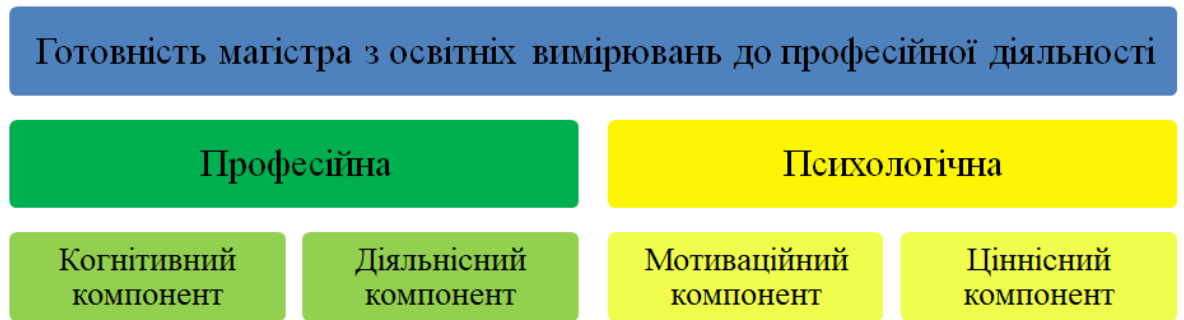 Готовність магістра з освітніх вимірювань до професійної діяльності
Професійна
Психологічна
Когнітивний
компонент
Діяльнісний
компонент
Мотиваційний
компонент
Ціннісний
компонент